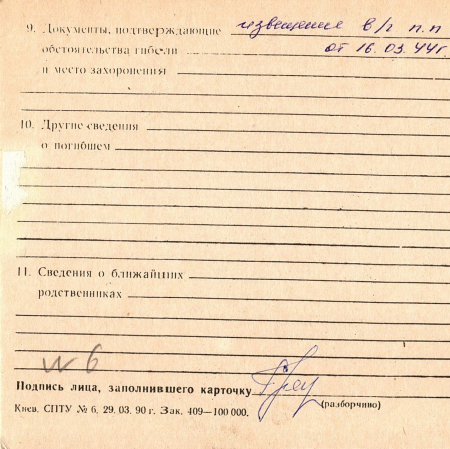 9. Документы, подтверждающие извещение в/ч п.п
обстоятельства гибели от 16.03.44г.
и место захоронения
10. Другие сведения
о погибшем
11. Сведения о ближайших
родственниках
№ 6
Подпись лица, заполнившего карточку
(разборчиво)
Киев. СПТУ № 6. 29. 03. 90 г. Зак. 409—100 000.